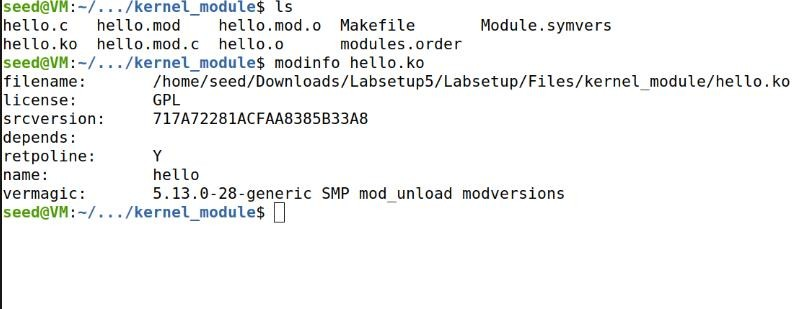 seed@VM:~/.../kernel_module$ ls
hello.c   hello.mod    hello.mod.o  Makefile       Module.symvers
hello.ko  hello.mod.c  hello.o      modules.order
seed@VM:~/.../kernel_module$ modinfo hello.ko
filename:       /home/seed/Downloads/Labsetup5/Labsetup/Files/kernel_module/hello.ko
license:        GPL
srcversion:     717A72281ACFAA8385B33A8
depends:
retpoline:      Y
name:           hello
vermagic:       5.13.0-28-generic SMP mod_unload modversions
seed@VM:~/.../kernel_module$